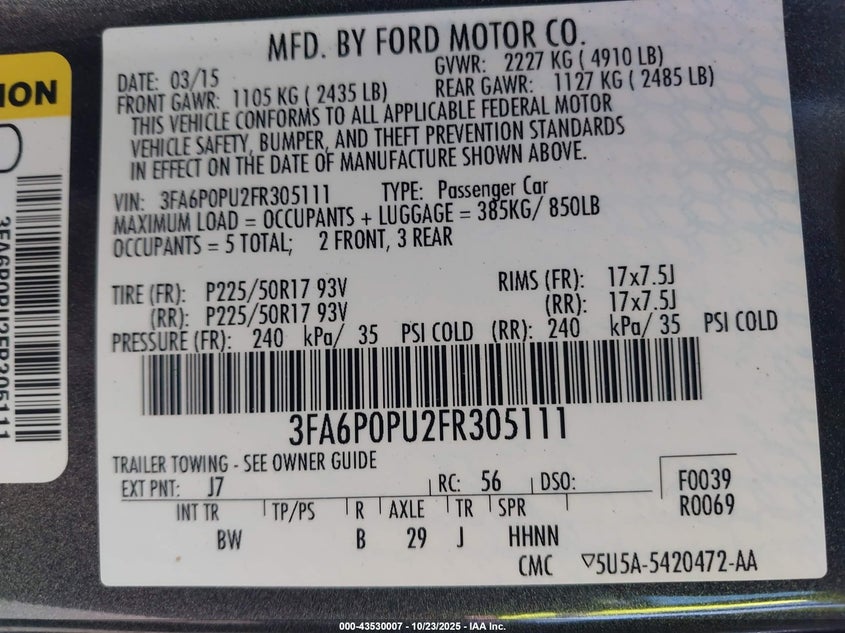 MFD. BY FORD MOTOR CO.
DATE: 03/15 GVWR: 2227 KG ( 4910 LB)
FRONT GAWR: 1105 KG ( 2435 LB) REAR GAWR: 1127 KG ( 2485 LB)
THIS VEHICLE CONFORMS TO ALL APPLICABLE FEDERAL MOTOR
VEHICLE SAFETY, BUMPER, AND THEFT PREVENTION STANDARDS
IN EFFECT ON THE DATE OF MANUFACTURE SHOWN ABOVE.
VIN: 3FA6P0PU2FR305111 TYPE: Passenger Car
MAXIMUM LOAD = OCCUPANTS + LUGGAGE = 385KG/ 850LB
OCCUPANTS = 5 TOTAL; 2 FRONT, 3 REAR
TIRE (FR): P225/50R17 93V RIMS (FR): 17x7.5J
(RR): P225/50R17 93V (RR): 17x7.5J
PRESSURE (FR): 240 kPa/ 35 PSI COLD (RR): 240 kPa/ 35 PSI COLD
3FA6P0PU2FR305111
TRAILER TOWING - SEE OWNER GUIDE
EXT PNT: J7 RC: 56 DSO: F0039
INT TR TP/PS R AXLE TR SPR R0069
BW B 29 J HHNN
CMC ▽5U5A-5420472-AA
ION
3FA6P0PU2FR305111
000-43530007 - 10/23/2025 - IAA Inc.